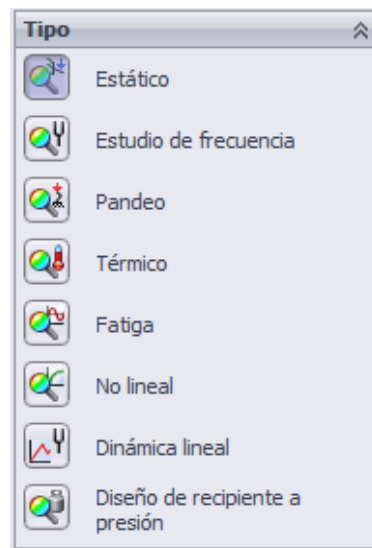 Tipo
Estático
Estudio de frecuencia
Pandeo
Térmico
Fatiga
No lineal
Dinámica lineal
Diseño de recipiente a
presión